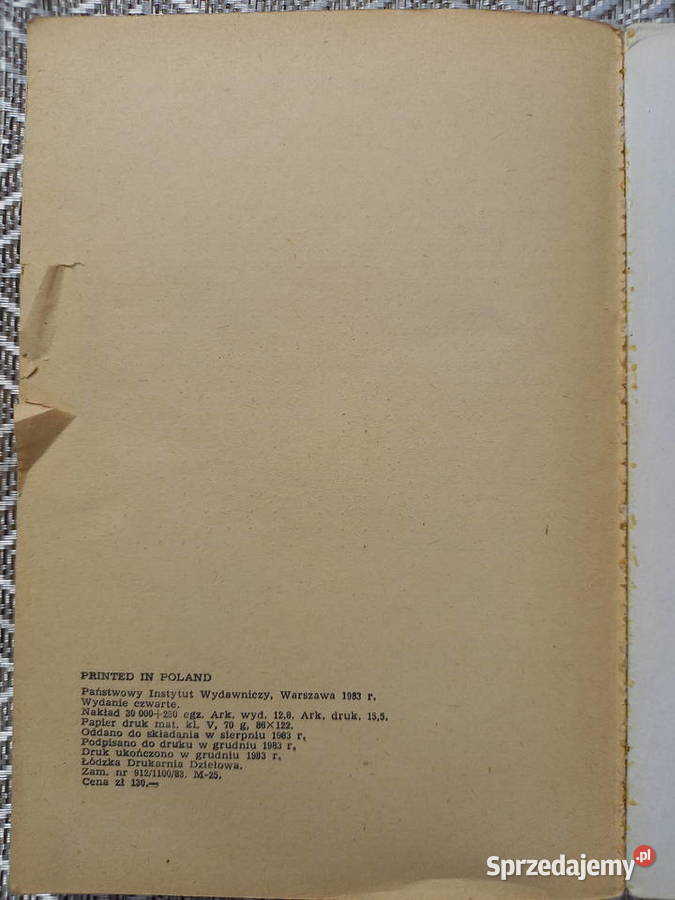 PRINTED IN POLAND
Państwowy Instytut Wydawniczy, Warszawa 1983 r.
Wydanie czwarte.
Nakład 30 000+250 egz. Ark. wyd. 12,8. Ark. druk. 15,5.
Papier druk mat. kl. V, 70 g, 86×122.
Oddano do składania w sierpniu 1983 r.
Podpisano do druku w grudniu 1983 r.
Druk ukończono w grudniu 1983 r.
Łódzka Drukarnia Dziełowa.
Zam. nr 912/1100/83. M-25.
Cena zł 130,—
Sprzedajemy.pl